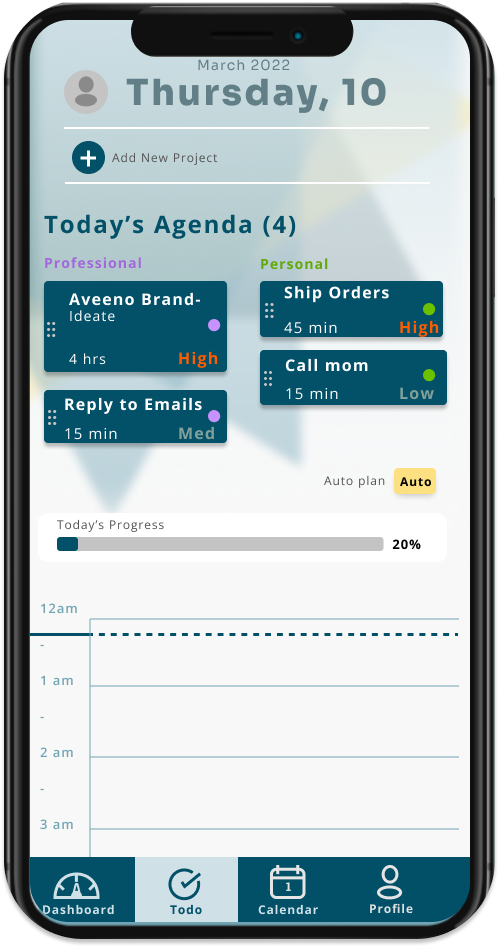 March 2022
Thursday, 10
Add New Project
Today's Agenda (4)
Professional
Aveeno Brand-
Ideate
4 hrs High
Reply to Emails
15 min Med
Personal
Ship Orders
45 min High
Call mom
15 min Low
Auto plan Auto
Today's Progress
20%
12am
-
1 am
-
2 am
-
3 am
1
Dashboard Todo Calendar Profile